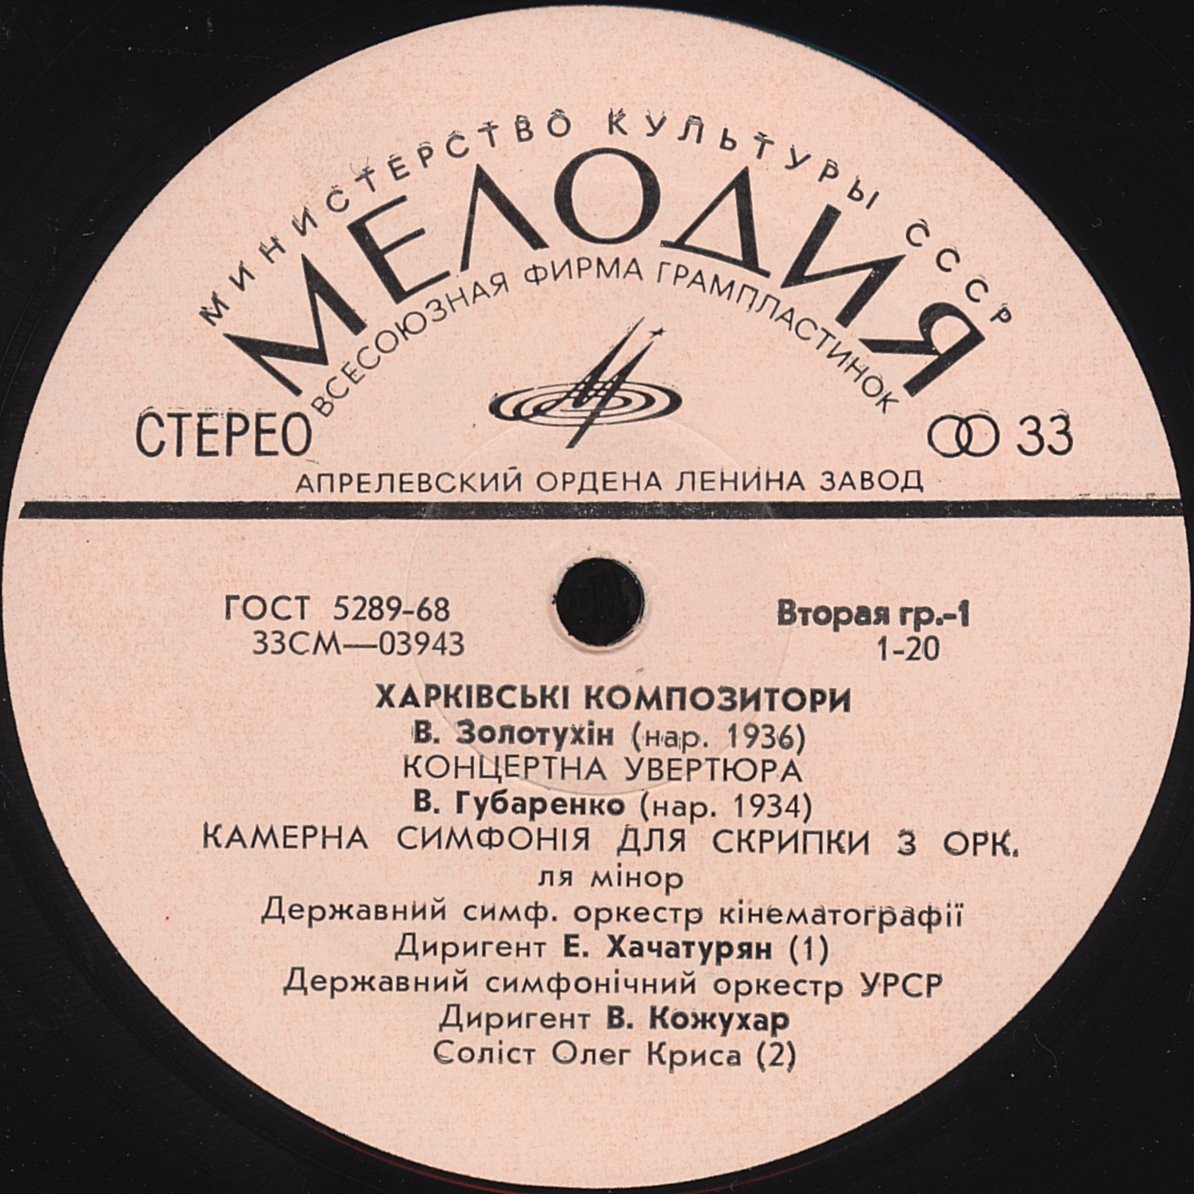 МИНИСТЕРСТВО КУЛЬТУРЫ СССР
МЕЛОДИЯ
ВСЕСОЮЗНАЯ ФИРМА ГРАМПЛАСТИНОК
СТЕРЕО
33
АПРЕЛЕВСКИЙ ОРДЕНА ЛЕНИНА ЗАВОД
ГОСТ 5289-68
Вторая гр.-1
33СМ—03943
1-20
ХАРКІВСЬКІ КОМПОЗИТОРИ
В. Золотухін (нар. 1936)
КОНЦЕРТНА УВЕРТЮРА
В. Губаренко (нар. 1934)
КАМЕРНА СИМФОНІЯ ДЛЯ СКРИПКИ З ОРК.
ля мінор
Державний симф. оркестр кінематографії
Диригент Е. Хачатурян (1)
Державний симфонічний оркестр УРСР
Диригент В. Кожухар
Соліст Олег Криса (2)